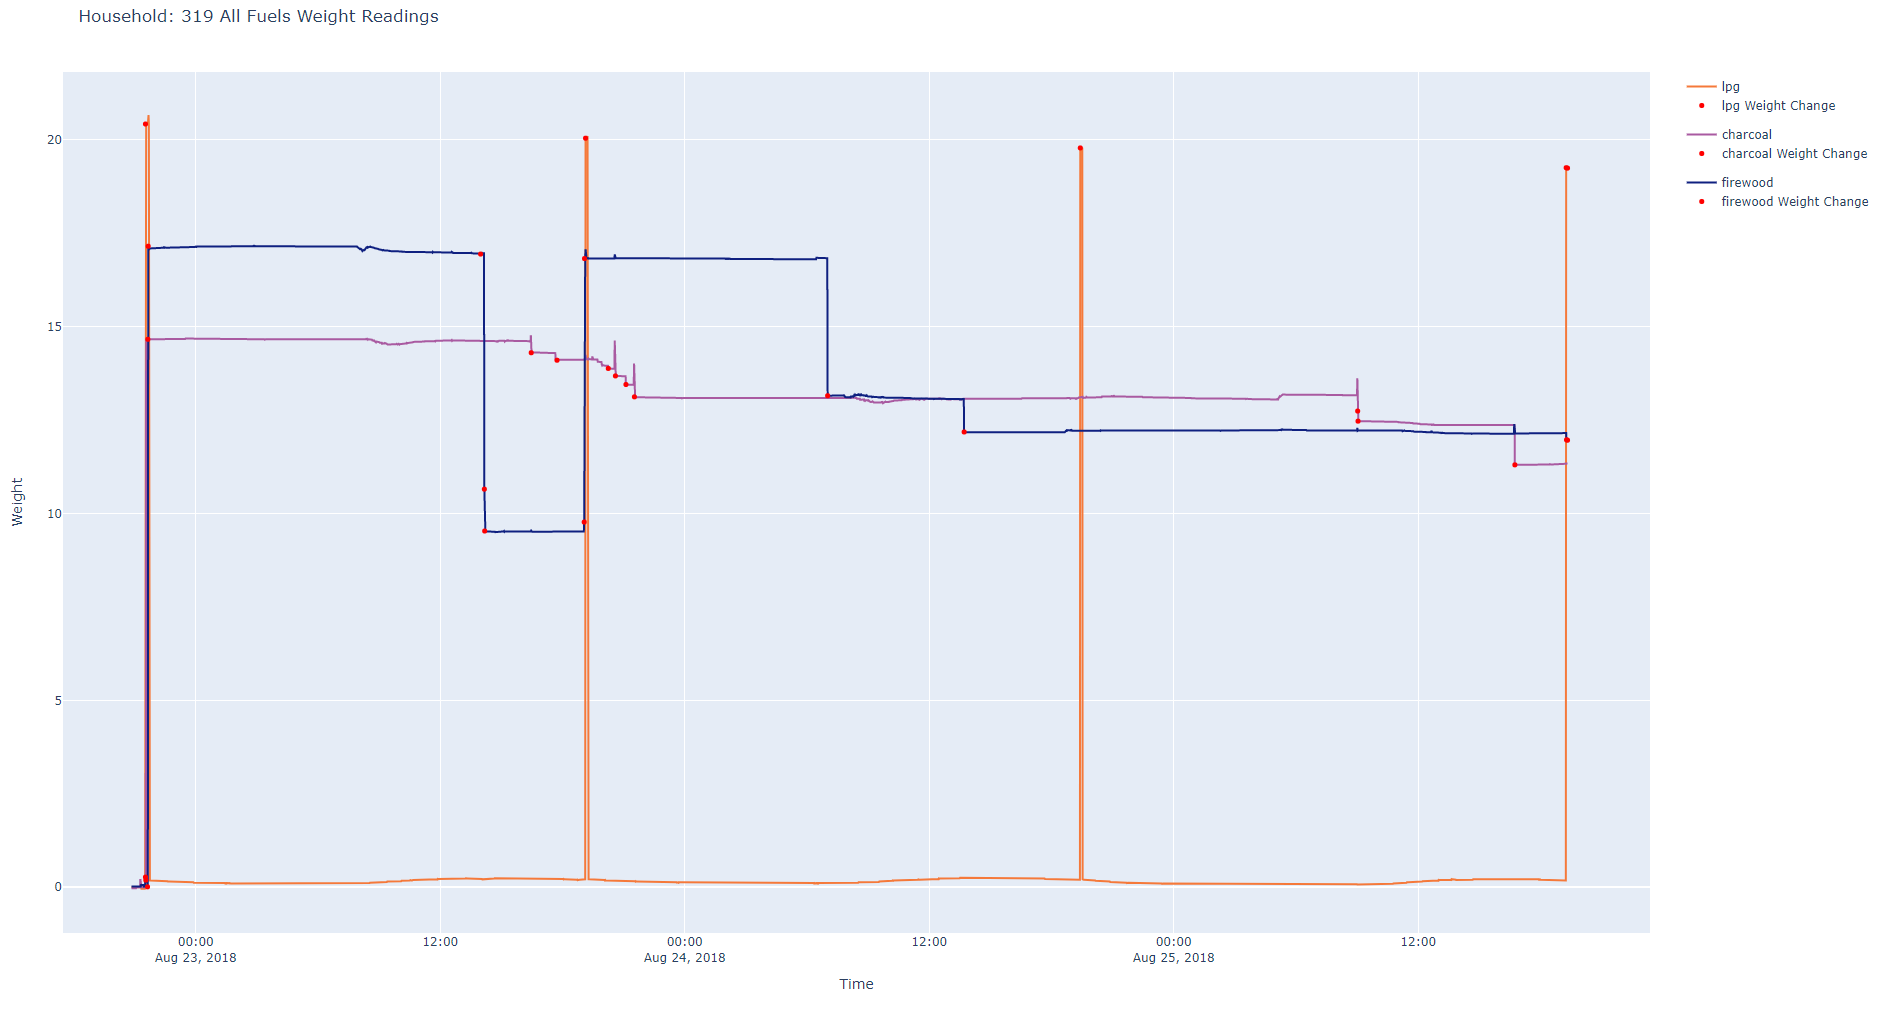 Household: 319 All Fuels Weight Readings
lpg
lpg Weight Change
charcoal
charcoal Weight Change
firewood
firewood Weight Change
20
15
10
5
0
Weight
00:00
Aug 23, 2018
12:00
00:00
Aug 24, 2018
12:00
00:00
Aug 25, 2018
12:00
Time